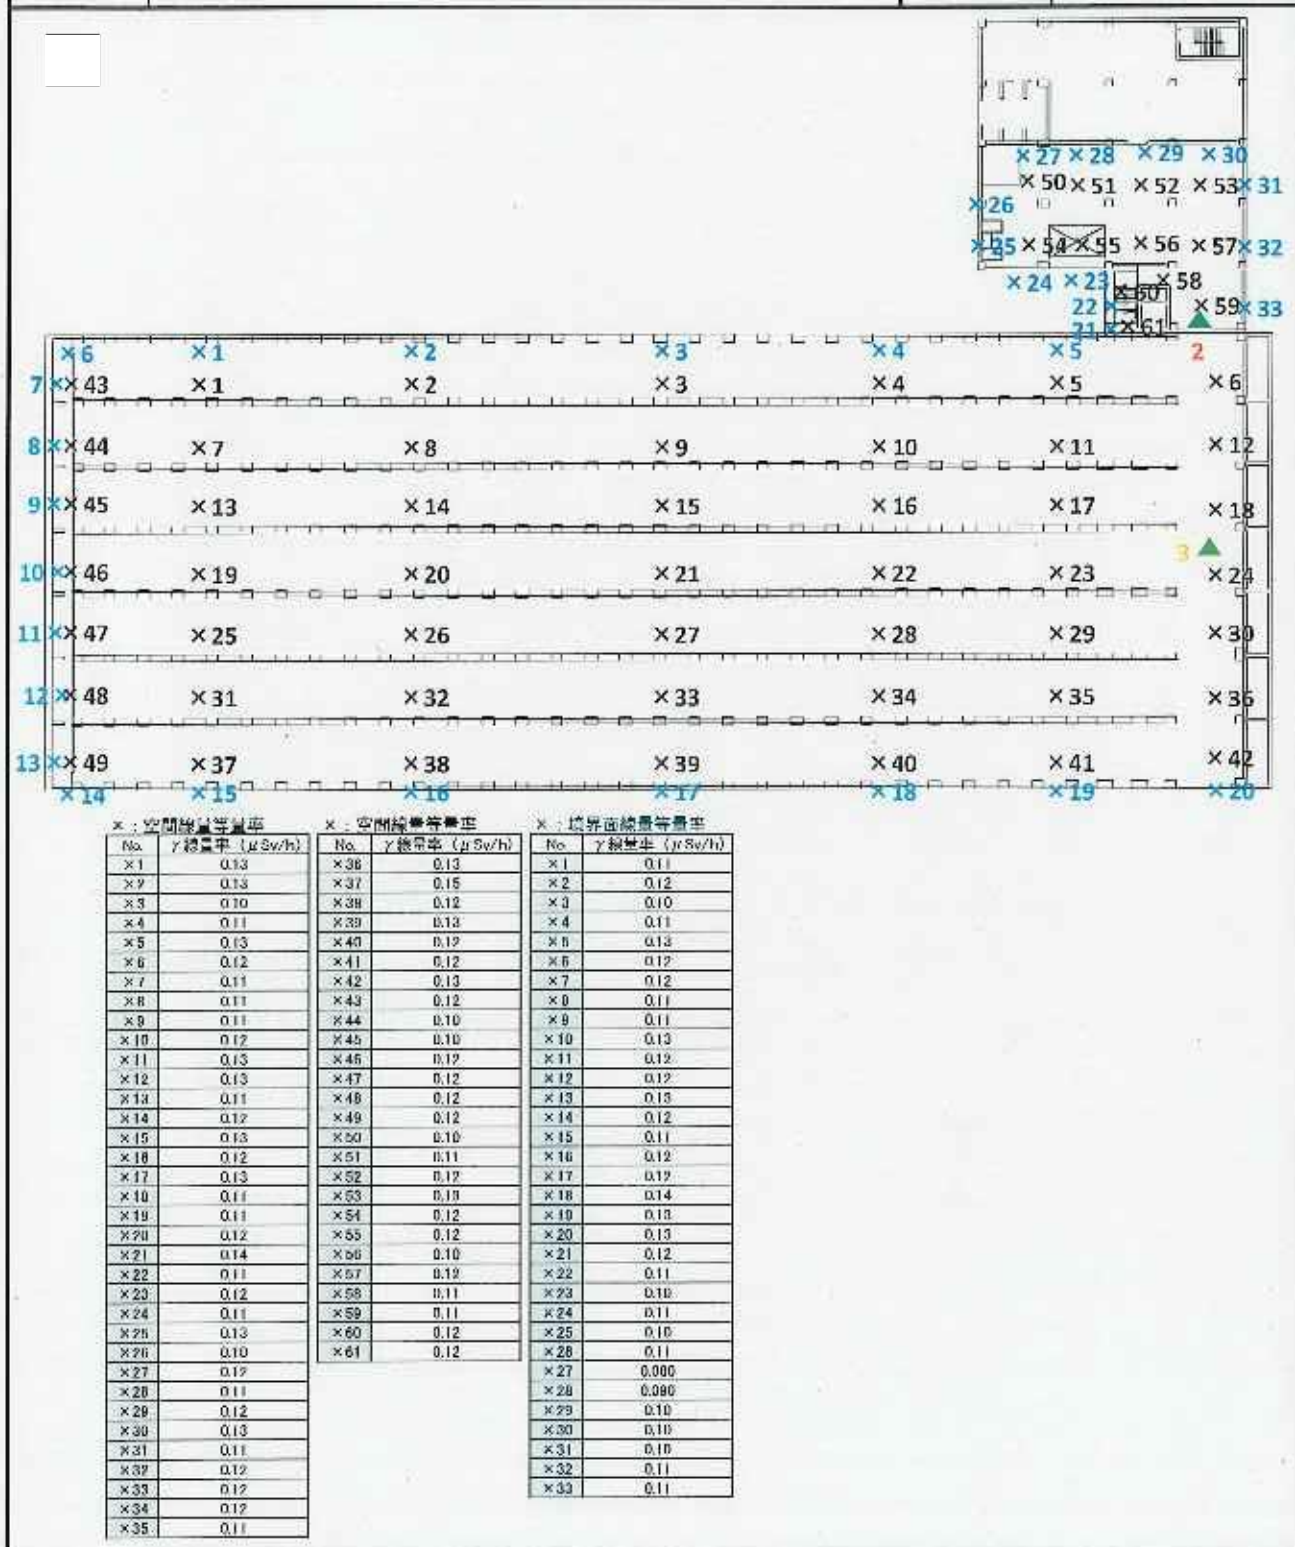 ×27 ×28 ×29 ×30
×50 ×51 ×52 ×53 ×31
×26
×25 ×54 ×55 ×56 ×57 ×32
×24 ×23 ×58
×60
22× ×59 ×33
21× ×61
×6 ×1 ×2 ×3 ×4 ×5 2
7× ×43 ×1 ×2 ×3 ×4 ×5 ×6
8× ×44 ×7 ×8 ×9 ×10 ×11 ×12
9× ×45 ×13 ×14 ×15 ×16 ×17 ×18
3
10× ×46 ×19 ×20 ×21 ×22 ×23 ×24
11× ×47 ×25 ×26 ×27 ×28 ×29 ×30
12× ×48 ×31 ×32 ×33 ×34 ×35 ×36
13× ×49 ×37 ×38 ×39 ×40 ×41 ×42
×14 ×15 ×16 ×17 ×18 ×19 ×20
×：空間線量等量率 ×：空間線量等量率 ×：境界面線量等量率
No. γ線量率（μSv/h） No. γ線量率（μSv/h） No. γ線量率（μSv/h）
×1 0.13 ×36 0.13 ×1 0.11
×2 0.13 ×37 0.15 ×2 0.12
×3 0.10 ×38 0.12 ×3 0.10
×4 0.11 ×39 0.13 ×4 0.11
×5 0.13 ×40 0.12 ×5 0.13
×6 0.12 ×41 0.12 ×6 0.12
×7 0.11 ×42 0.13 ×7 0.12
×8 0.11 ×43 0.12 ×8 0.11
×9 0.11 ×44 0.10 ×9 0.11
×10 0.12 ×45 0.10 ×10 0.13
×11 0.13 ×46 0.12 ×11 0.12
×12 0.13 ×47 0.12 ×12 0.12
×13 0.11 ×48 0.12 ×13 0.13
×14 0.12 ×49 0.12 ×14 0.12
×15 0.13 ×50 0.10 ×15 0.11
×16 0.12 ×51 0.11 ×16 0.12
×17 0.13 ×52 0.12 ×17 0.12
×18 0.11 ×53 ×18 0.14
×19 0.11 ×54 0.12 ×19 0.13
×20 0.12 ×55 0.12 ×20 0.13
×21 0.14 ×56 0.10 ×21 0.12
×22 0.11 ×57 0.12 ×22 0.11
×23 0.12 ×58 0.11 ×23 0.10
×24 0.11 ×59 0.11 ×24 0.11
×25 0.13 ×60 0.12 ×25 0.10
×26 0.10 ×61 0.12 ×26 0.11
×27 0.12 ×27
×28 0.11 ×28
×29 0.12 ×29 0.10
×30 0.13 ×30 0.10
×31 0.11 ×31 0.10
×32 0.12 ×32 0.11
×33 0.12 ×33 0.11
×34 0.12
×35 0.11